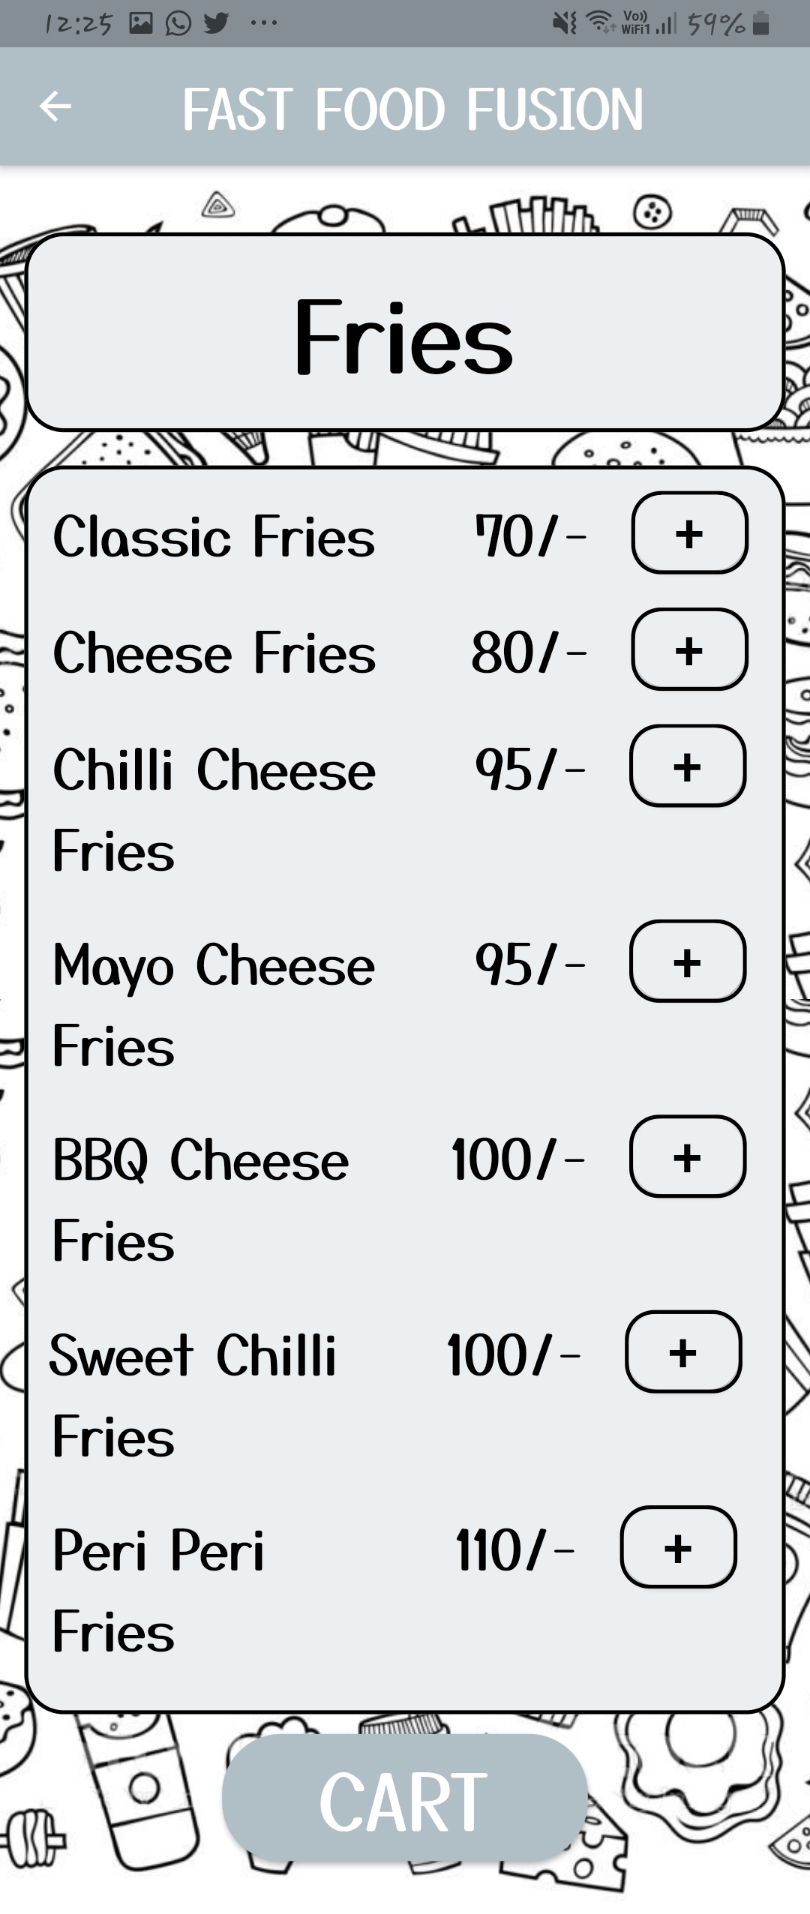 12:25 ... Vo)) WiFi1 59%
FAST FOOD FUSION
Fries
Classic Fries 70/- +
Cheese Fries 80/- +
Chilli Cheese 95/- +
Fries
Mayo Cheese 95/- +
Fries
BBQ Cheese 100/- +
Fries
Sweet Chilli 100/- +
Fries
Peri Peri 110/- +
Fries
CART